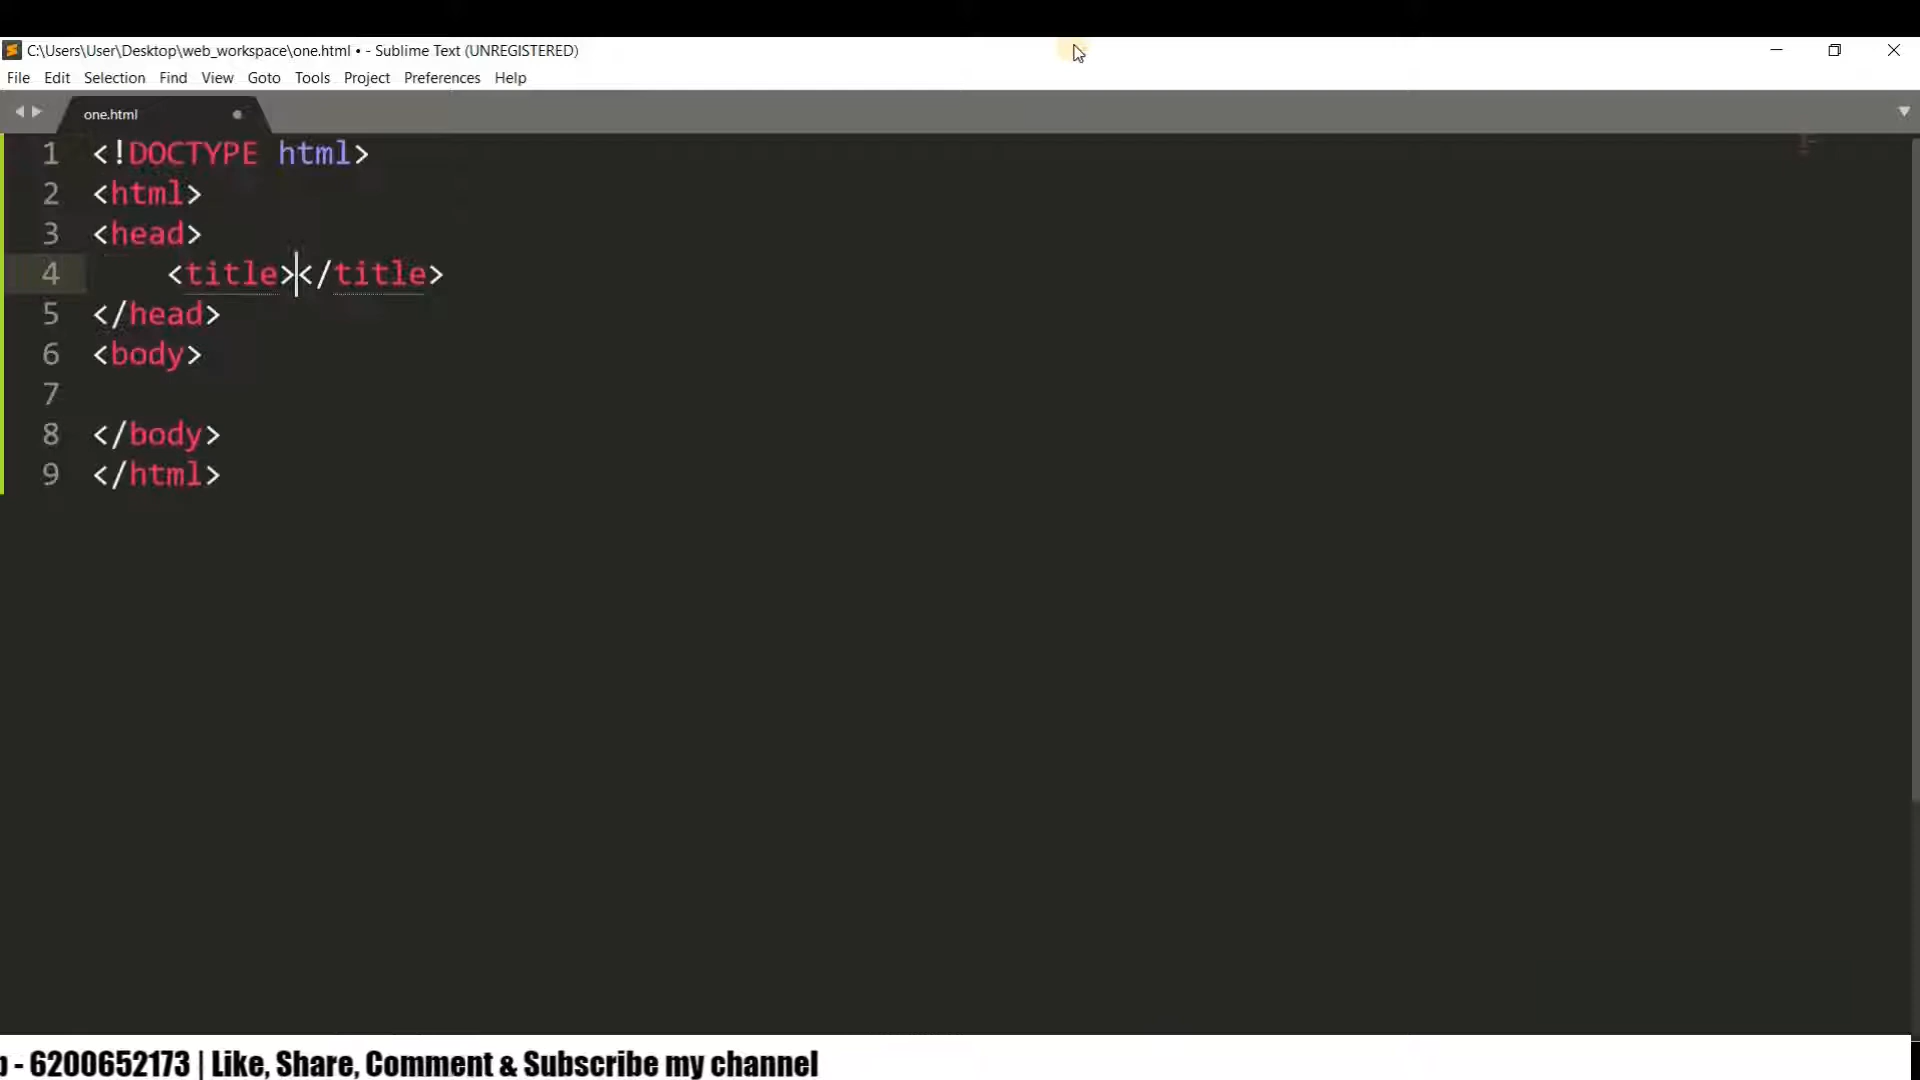 C:\Users\User\Desktop\web_workspace\one.html • - Sublime Text (UNREGISTERED)
File Edit Selection Find View Goto Tools Project Preferences Help
one.html
1 <!DOCTYPE html>
2 <html>
3 <head>
4 <title></title>
5 </head>
6 <body>
7
8 </body>
9 </html>
- 6200652173 | Like, Share, Comment & Subscribe my channel